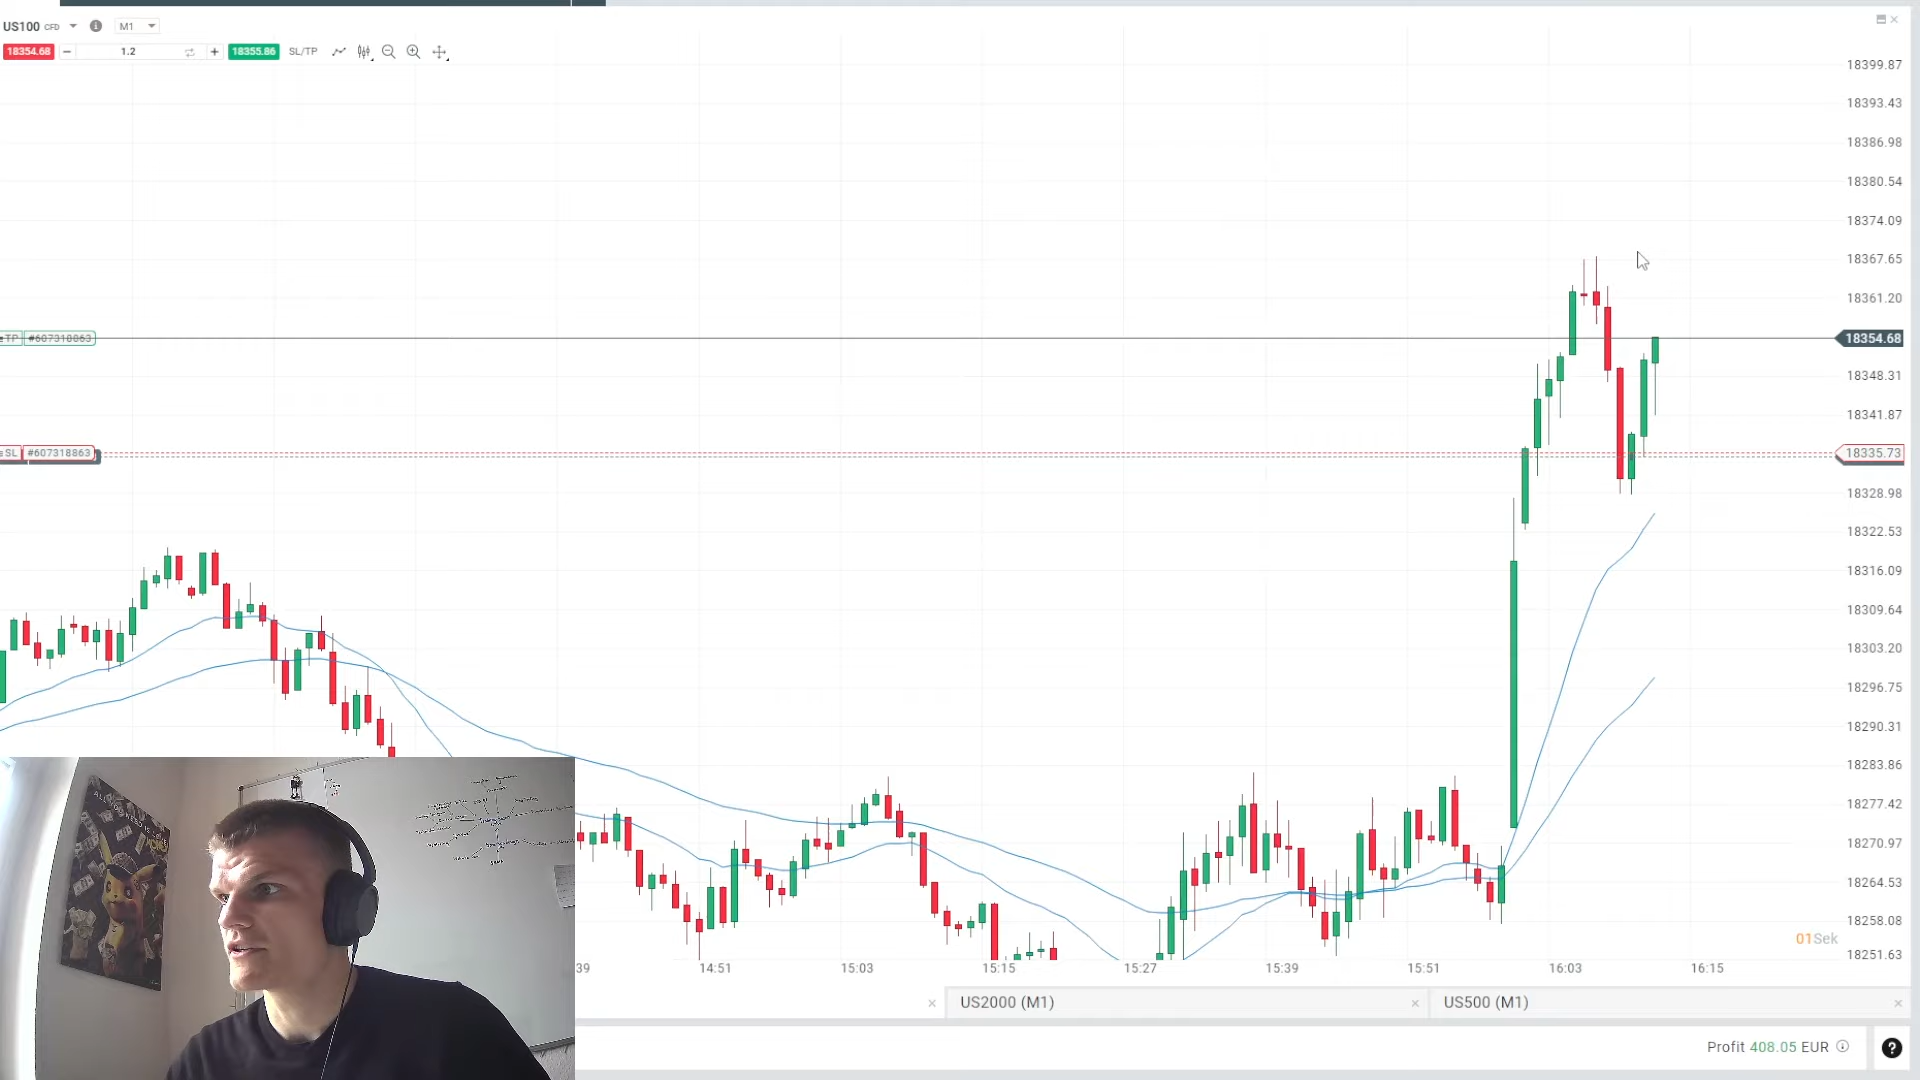 US100 CFD M1
18354.68 − 1.2 + 18355.86 SL/TP
18399.87
18393.43
18386.98
18380.54
18374.09
18367.65
18361.20
TP #607318863 18354.68
18348.31
18341.87
SL #607318863 18335.73
18328.98
18322.53
18316.09
18309.64
18303.20
18296.75
18290.31
18283.86
18277.42
18270.97
18264.53
18258.08
01Sek
18251.63
39 14:51 15:03 15:15 15:27 15:39 15:51 16:03 16:15
US2000 (M1) US500 (M1)
Profit 408.05 EUR
ALL YOU NEED IS